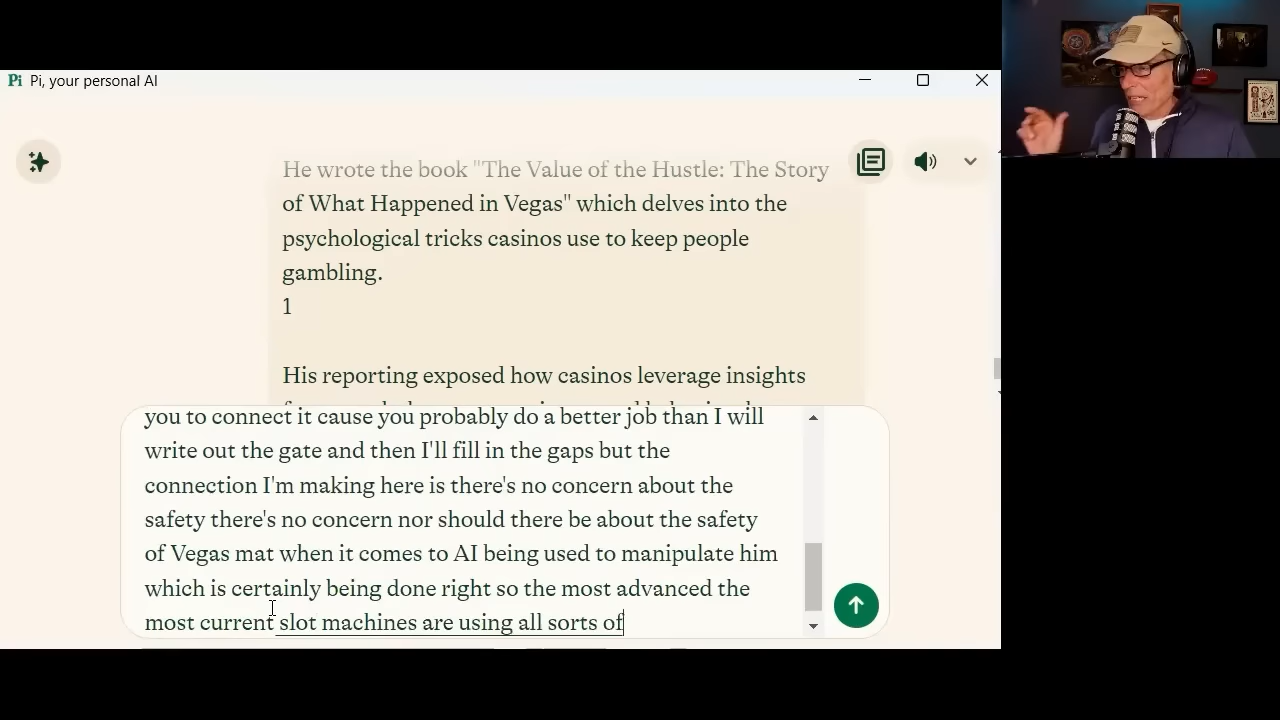 Pi Pi, your personal AI
He wrote the book "The Value of the Hustle: The Story
of What Happened in Vegas" which delves into the
psychological tricks casinos use to keep people
gambling.
1
His reporting exposed how casinos leverage insights
you to connect it cause you probably do a better job than I will
write out the gate and then I'll fill in the gaps but the
connection I'm making here is there's no concern about the
safety there's no concern nor should there be about the safety
of Vegas mat when it comes to AI being used to manipulate him
which is certainly being done right so the most advanced the
most current slot machines are using all sorts of